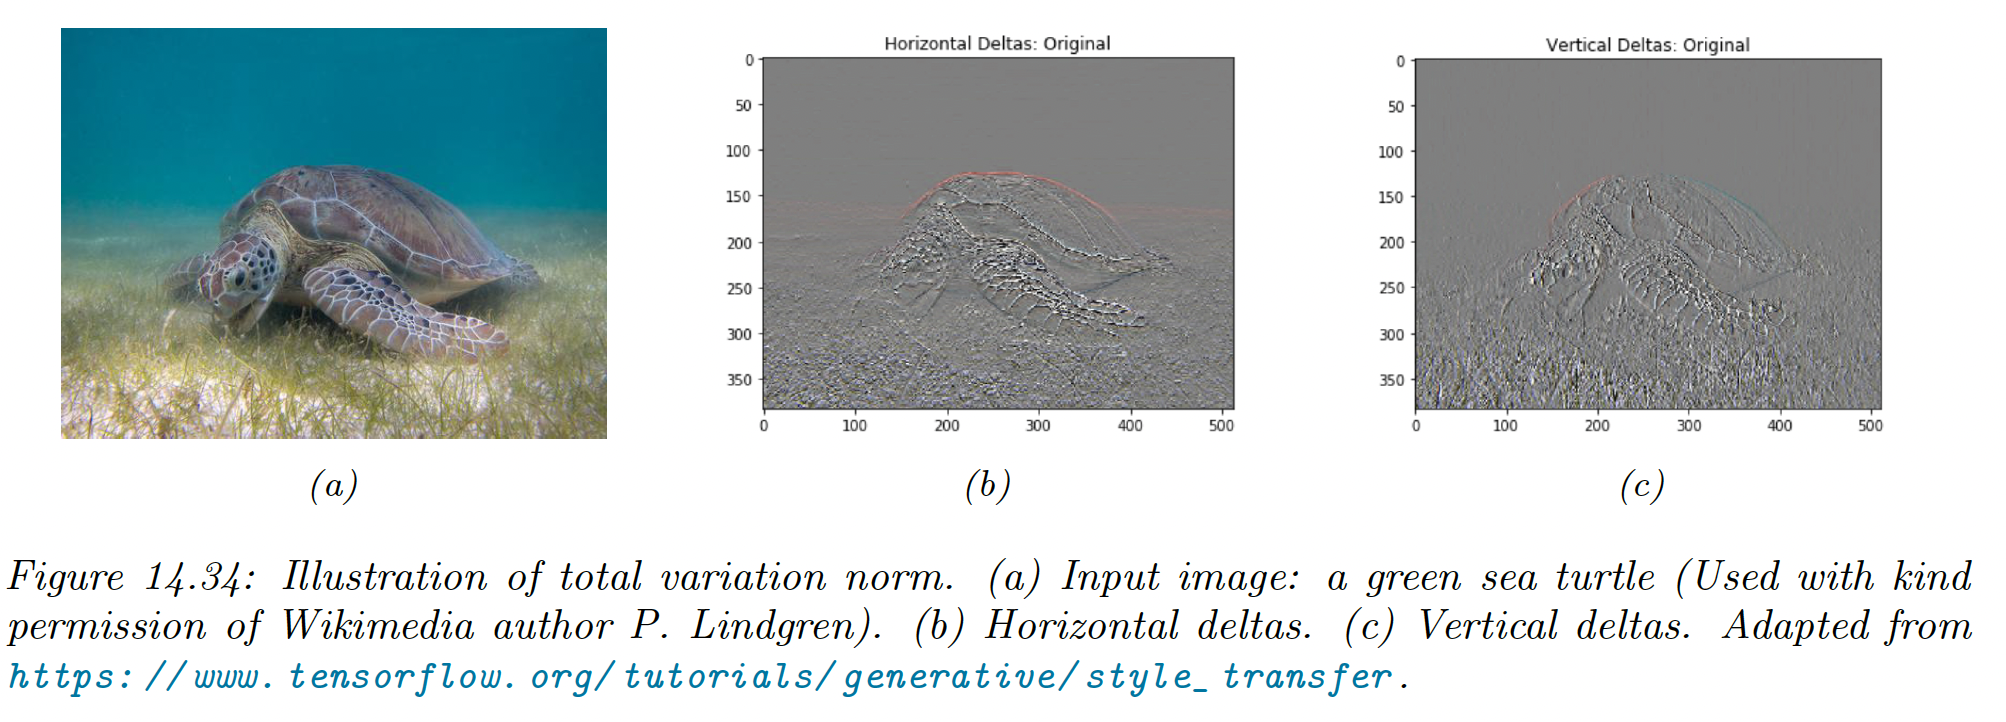 Horizontal Deltas: Original
0
50
100
150
200
250
300
350
0 100 200 300 400 500
Vertical Deltas: Original
0
50
100
150
200
250
300
350
0 100 200 300 400 500
(a) (b) (c)
Figure 14.34: Illustration of total variation norm. (a) Input image: a green sea turtle (Used with kind
permission of Wikimedia author P. Lindgren). (b) Horizontal deltas. (c) Vertical deltas. Adapted from
https://www.tensorflow.org/tutorials/generative/style_transfer.